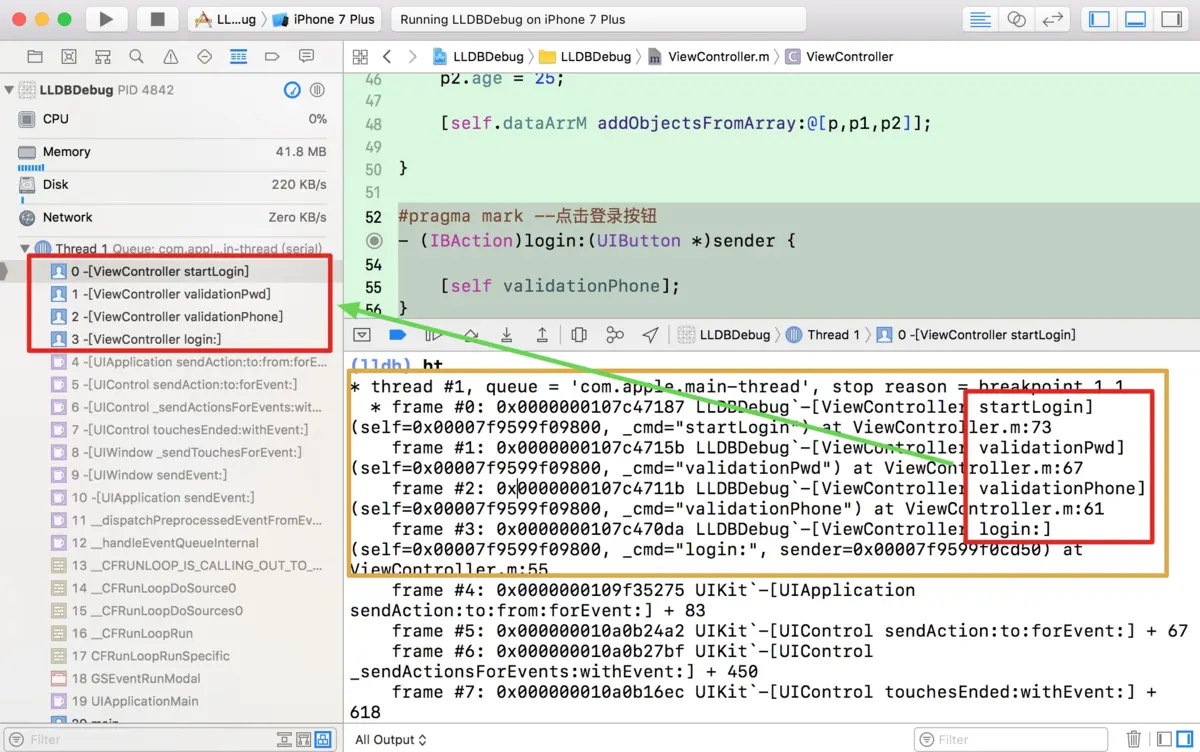 LL...ug 〉 iPhone 7 Plus
Running LLDBDebug on iPhone 7 Plus
LLDBDebug 〉 LLDBDebug 〉 ViewController.m 〉 ViewController
LLDBDebug PID 4842
CPU 0%
Memory 41.8 MB
Disk 220 KB/s
Network Zero KB/s
Thread 1 Queue: com.appl...in-thread (serial)
0 -[ViewController startLogin]
1 -[ViewController validationPwd]
2 -[ViewController validationPhone]
3 -[ViewController login:]
4 -[UIApplication sendAction:to:from:forE...
5 -[UIControl sendAction:to:forEvent:]
6 -[UIControl _sendActionsForEvents:wit...
7 -[UIControl touchesEnded:withEvent:]
8 -[UIWindow _sendTouchesForEvent:]
9 -[UIWindow sendEvent:]
10 -[UIApplication sendEvent:]
11 __dispatchPreprocessedEventFromEv...
12 __handleEventQueueInternal
13 __CFRUNLOOP_IS_CALLING_OUT_TO_...
14 __CFRunLoopDoSource0
15 __CFRunLoopDoSources0
16 __CFRunLoopRun
17 CFRunLoopRunSpecific
18 GSEventRunModal
19 UIApplicationMain
20 main
Filter
46 p2.age = 25;
47
48 [self.dataArrM addObjectsFromArray:@[p,p1,p2]];
49
50 }
51
52 #pragma mark --点击登录按钮
- (IBAction)login:(UIButton *)sender {
54
55 [self validationPhone];
56 }
LLDBDebug 〉 Thread 1 〉 0 -[ViewController startLogin]
(lldb) bt
* thread #1, queue = 'com.apple.main-thread', stop reason = breakpoint 1.1
* frame #0: 0x0000000107c47187 LLDBDebug`-[ViewController startLogin]
(self=0x00007f9599f09800, _cmd="startLogin") at ViewController.m:73
frame #1: 0x0000000107c4715b LLDBDebug`-[ViewController validationPwd]
(self=0x00007f9599f09800, _cmd="validationPwd") at ViewController.m:67
frame #2: 0x0000000107c4711b LLDBDebug`-[ViewController validationPhone]
(self=0x00007f9599f09800, _cmd="validationPhone") at ViewController.m:61
frame #3: 0x0000000107c470da LLDBDebug`-[ViewController login:]
(self=0x00007f9599f09800, _cmd="login:", sender=0x00007f9599f0cd50) at
ViewController.m:55
frame #4: 0x0000000109f35275 UIKit`-[UIApplication
sendAction:to:from:forEvent:] + 83
frame #5: 0x000000010a0b24a2 UIKit`-[UIControl sendAction:to:forEvent:] + 67
frame #6: 0x000000010a0b27bf UIKit`-[UIControl
_sendActionsForEvents:withEvent:] + 450
frame #7: 0x000000010a0b16ec UIKit`-[UIControl touchesEnded:withEvent:] +
618
All Output
Filter